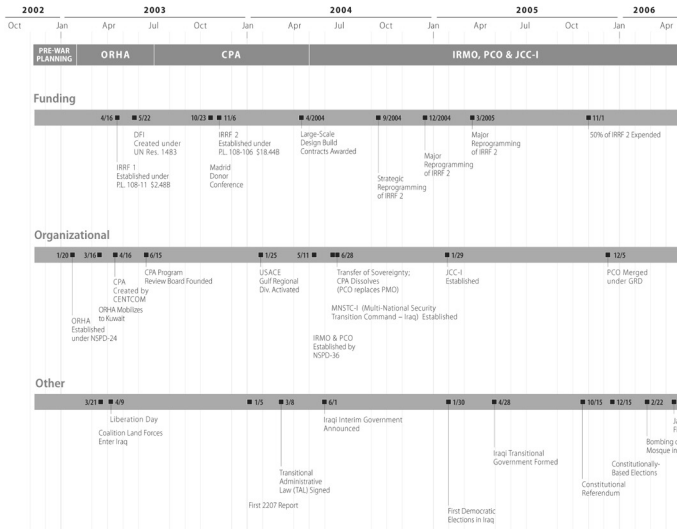 2002 2003 2004 2005 2006
Oct Jan Apr Jul Oct Jan Apr Jul Oct Jan Apr Jul Oct Jan Apr
PRE-WAR
PLANNING
ORHA
CPA
IRMO, PCO & JCC-I
Funding
4/16 5/22 10/23 11/6 4/2004 9/2004 12/2004 3/2005 11/1
DFI
Created under
UN Res. 1483
IRRF 1
Established under
P.L. 108-11 $2.48B
IRRF 2
Established under
P.L. 108-106 $18.44B
Madrid
Donor
Conference
Large-Scale
Design Build
Contracts Awarded
Strategic
Reprogramming
of IRRF 2
Major
Reprogramming
of IRRF 2
Major
Reprogramming
of IRRF 2
50% of IRRF 2 Expended
Organizational
1/20 3/16 4/16 6/15 1/25 5/11 6/28 1/29 12/5
CPA Program
Review Board Founded
CPA
Created by
CENTCOM
ORHA Mobilizes
to Kuwait
ORHA
Established
under NSPD-24
USACE
Gulf Regional
Div. Activated
Transfer of Sovereignty;
CPA Dissolves
(PCO replaces PMO)
MNSTC-I (Multi-National Security
Transition Command – Iraq) Established
IRMO & PCO
Established by
NSPD-36
JCC-I
Established
PCO Merged
under GRD
Other
3/21 4/9 1/5 3/8 6/1 1/30 4/28 10/15 12/15 2/22
Liberation Day
Coalition Land Forces
Enter Iraq
Transitional
Administrative
Law (TAL) Signed
First 2207 Report
Iraqi Interim Government
Announced
Iraqi Transitional
Government Formed
First Democratic
Elections in Iraq
Bombing
Mosque in
Constitutionally-
Based Elections
Constitutional
Referendum